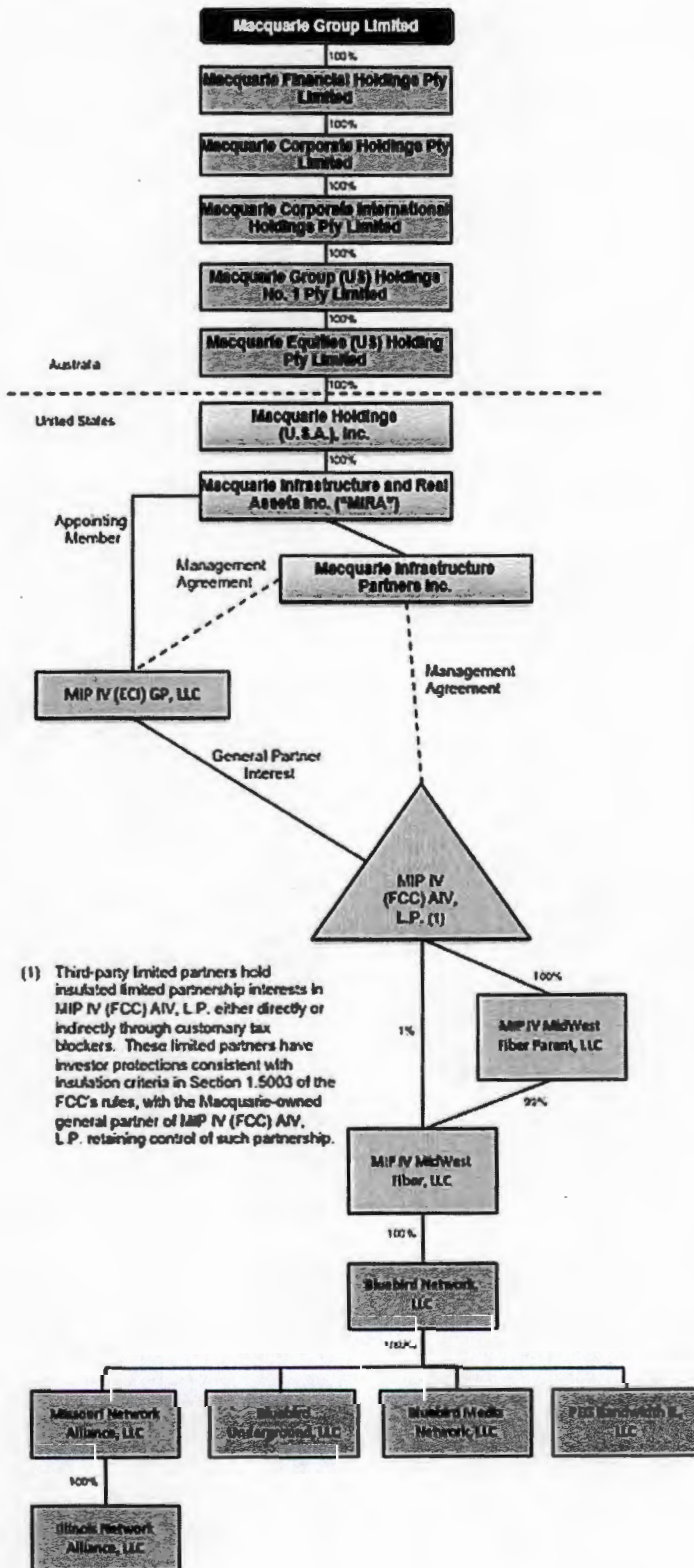 Macquarie Group Limited
100%
Macquarie Financial Holdings Pty
Limited
100%
Macquarie Corporate Holdings Pty
Limited
100%
Macquarie Corporate International
Holdings Pty Limited
100%
Macquarie Group (US) Holdings
No. 1 Pty Limited
100%
Macquarie Equities (US) Holding
Pty Limited
Australia
100%
United States
Macquarie Holdings
(U.S.A.), Inc.
100%
Macquarie Infrastructure and Real
Assets Inc. ("MIRA")
Appointing
Member
Management
Agreement
Macquarie Infrastructure
Partners Inc.
Management
Agreement
MIP IV (ECI) GP, LLC
General Partner
Interest
MIP IV
(FCC) AIV,
L.P. (1)
(1) Third-party limited partners hold
insulated limited partnership interests in
MIP IV (FCC) AIV, L.P. either directly or
indirectly through customary tax
blockers. These limited partners have
investor protections consistent with
insulation criteria in Section 1.5003 of the
FCC's rules, with the Macquarie-owned
general partner of MIP IV (FCC) AIV,
L.P. retaining control of such partnership.
100%
1%
MIP IV MidWest
Fiber Parent, LLC
99%
MIP IV MidWest
Fiber, LLC
100%
Bluebird Network,
LLC
100%
Missouri Network
Alliance, LLC
Bluebird
Underground, LLC
Bluebird Media
Network, LLC
Bandwidth IL,
LLC
100%
Illinois Network
Alliance, LLC